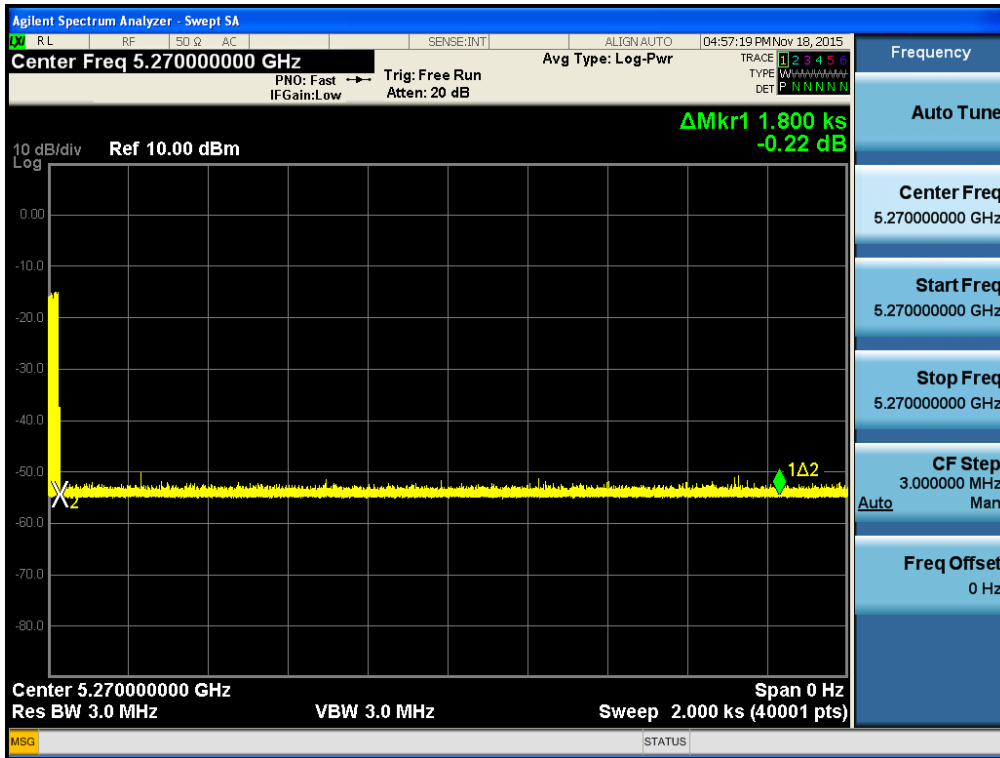 Agilent Spectrum Analyzer - Swept SA
LXI RL RF 50 Ω AC SENSE:INT ALIGN AUTO 04:57:19 PM Nov 18, 2015
Center Freq 5.270000000 GHz
PNO: Fast
IFGain:Low
Trig: Free Run
Atten: 20 dB
Avg Type: Log-Pwr
TRACE 1 2 3 4 5 6
TYPE W
DET P N N N N N
ΔMkr1 1.800 ks
-0.22 dB
10 dB/div
Log
Ref 10.00 dBm
0.00
-10.0
-20.0
-30.0
-40.0
-50.0
-60.0
-70.0
-80.0
1Δ2
X2
Center 5.270000000 GHz
Span 0 Hz
Res BW 3.0 MHz
VBW 3.0 MHz
Sweep 2.000 ks (40001 pts)
MSG
STATUS
Frequency
Auto Tune
Center Freq
5.270000000 GHz
Start Freq
5.270000000 GHz
Stop Freq
5.270000000 GHz
CF Step
3.000000 MHz
Auto Man
Freq Offset
0 Hz